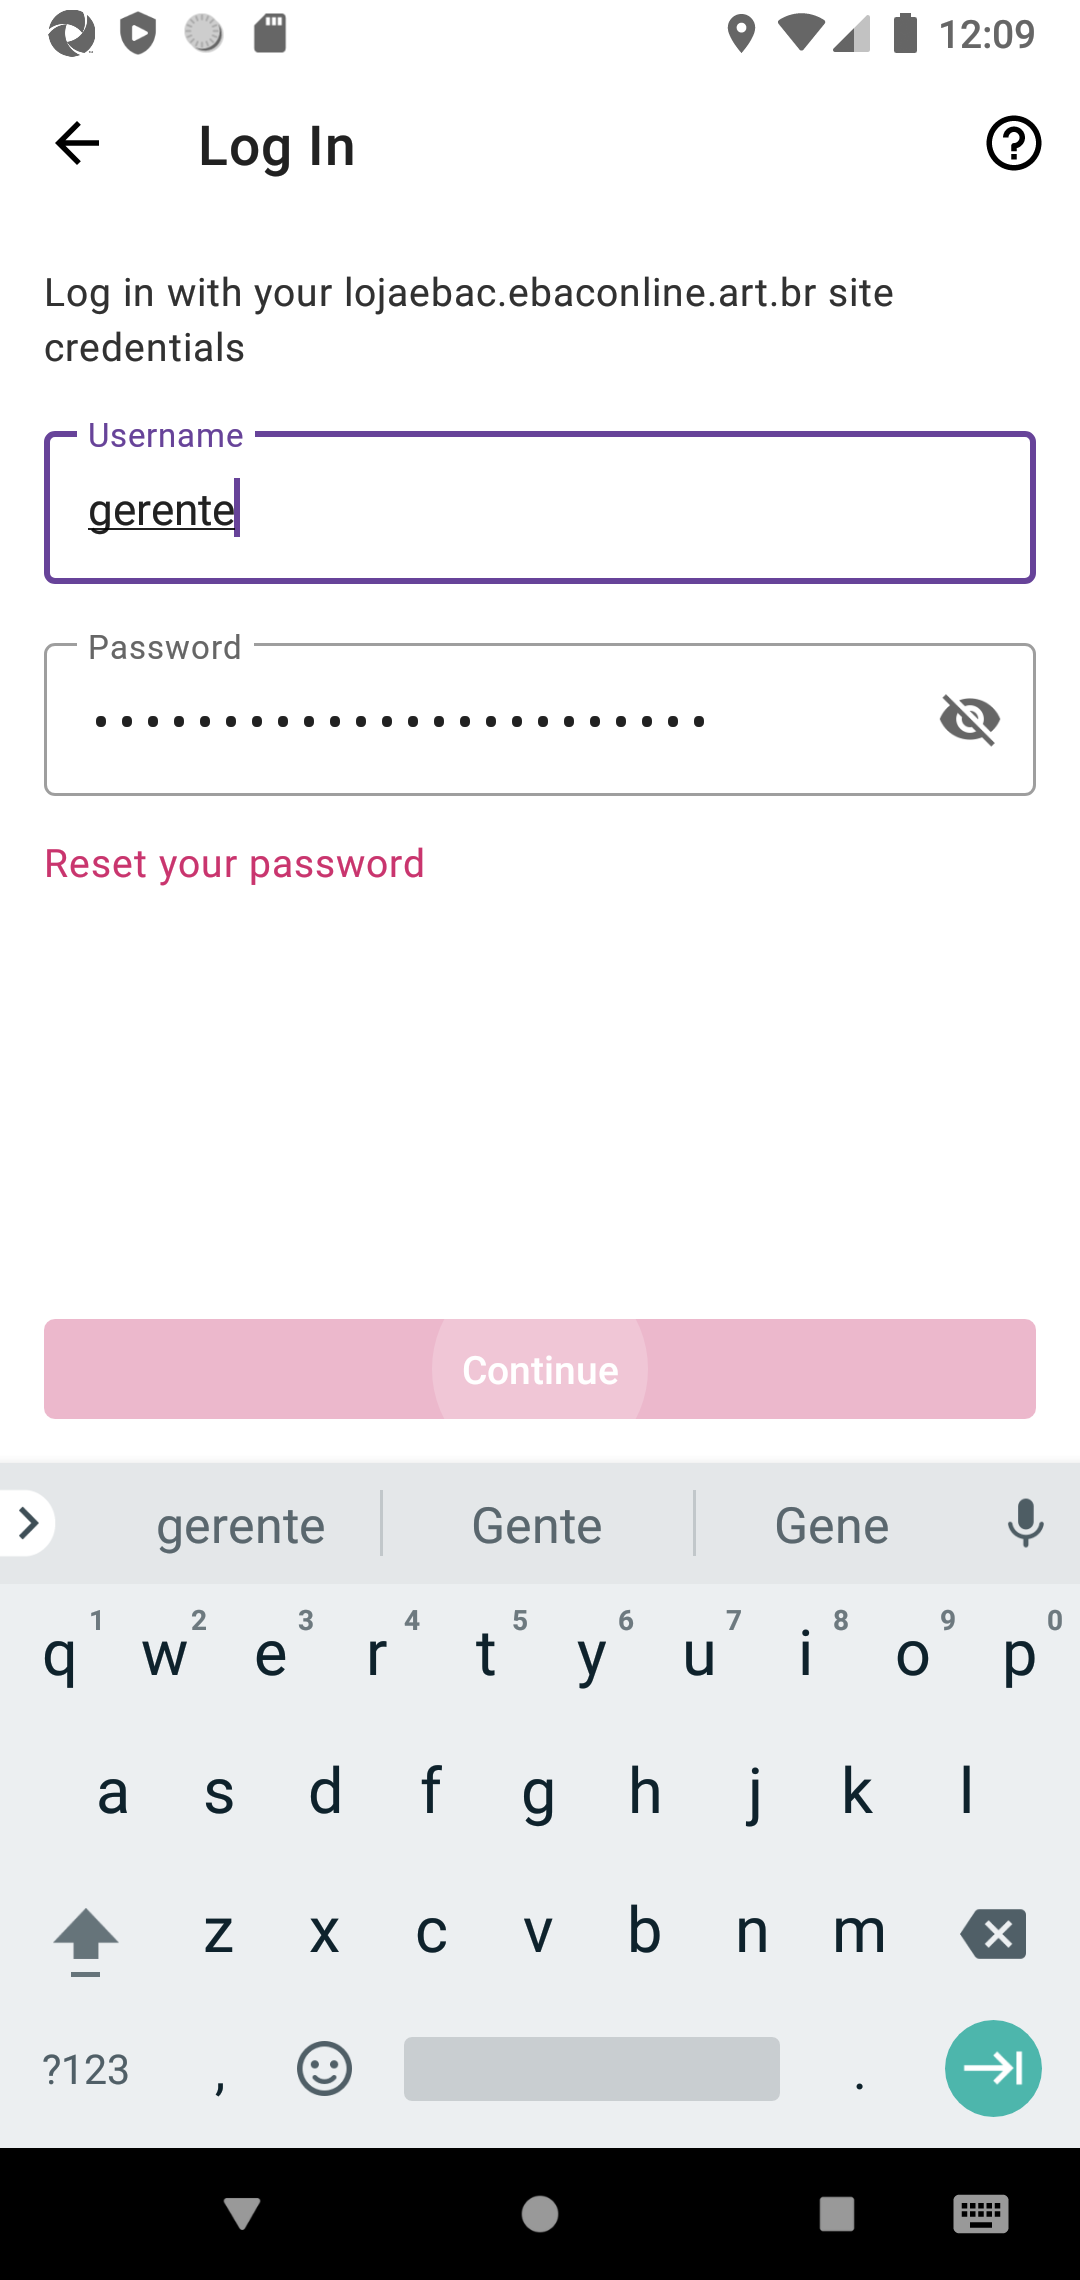 12:09
Log In
Log in with your lojaebac.ebaconline.art.br site
credentials
Username
gerente
Password
••••••••••••••••••••••••
Reset your password
Continue
gerente Gente Gene
1 2 3 4 5 6 7 8 9 0
q w e r t y u i o p
a s d f g h j k l
z x c v b n m
?123 , .